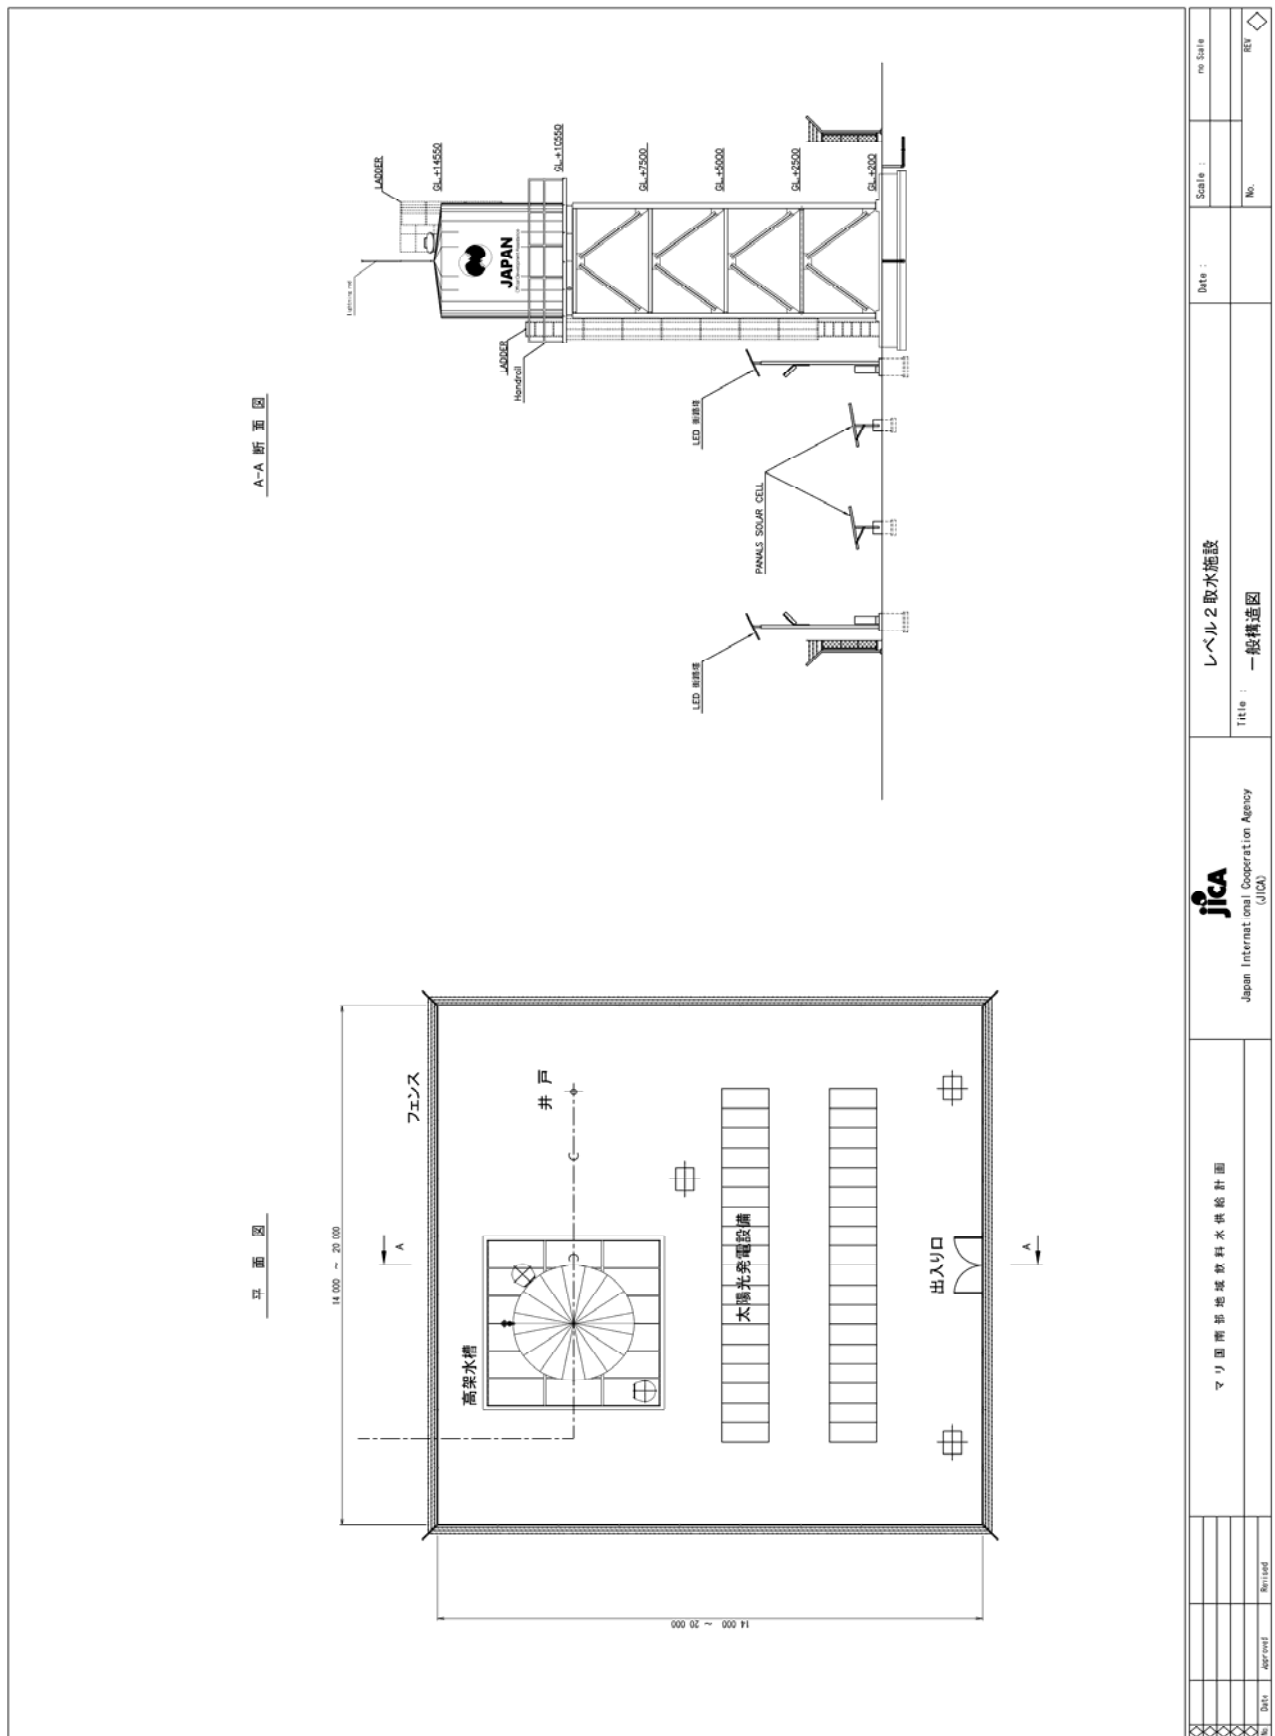 平 面 図
14 000 ～ 20 000
14 000 ～ 20 000
フェンス
A
A
高架水槽
井 戸
太陽光発電設備
出入り口
A-A 断 面 図
LADDER
GL.+14550
JAPAN
GL.+10550
LADDER
Handrail
GL.+7500
GL.+5000
GL.+2500
GL.+200
LED 街路塔
PANALS SOLAR CELL
LED 街路塔
No
Date
Approved
Revised
マ リ 国 南 部 地 域 飲 料 水 供 給 計 画
jica
Japan International Cooperation Agency
(JICA)
レベル２取水施設
Title :
一般構造図
Date :
Scale :
no Scale
No.
REV